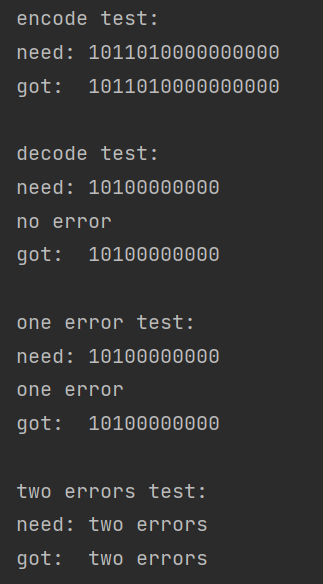 encode test:
need: 1011010000000000
got:  1011010000000000

decode test:
need: 10100000000
no error
got:  10100000000

one error test:
need: 10100000000
one error
got:  10100000000

two errors test:
need: two errors
got:  two errors